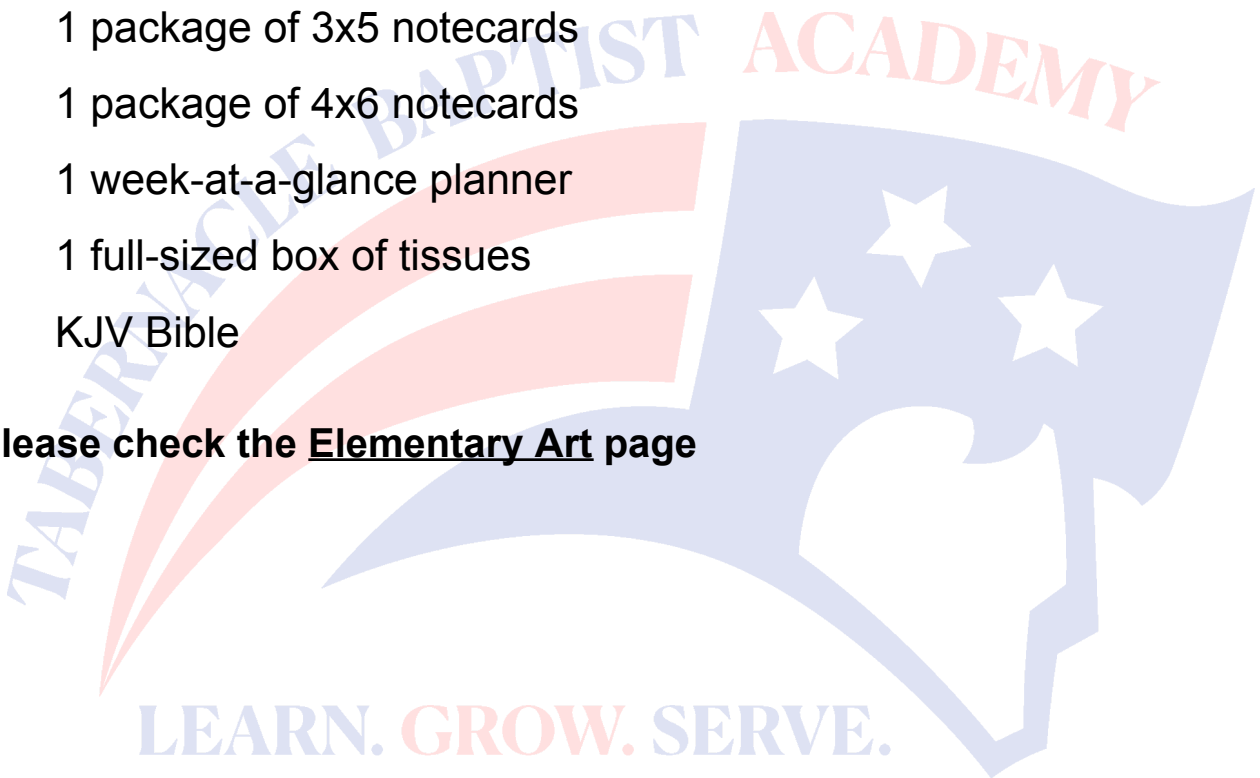 1 package of 3x5 notecards
TABERNACLE BAPTIST ACADEMY
1 package of 4x6 notecards
1 week-at-a-glance planner
1 full-sized box of tissues
KJV Bible
lease check the Elementary Art page
LEARN. GROW. SERVE.